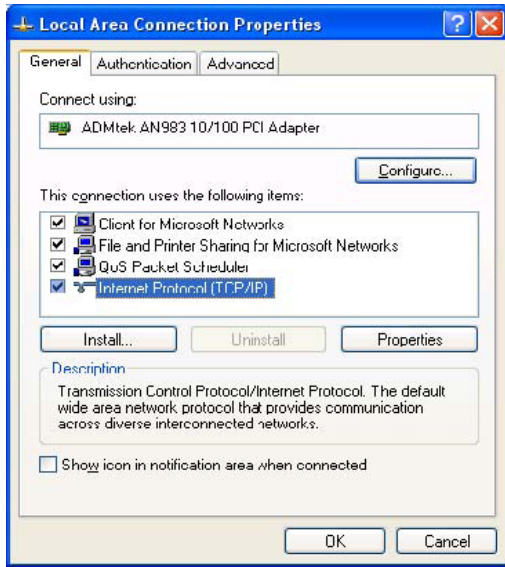 Local Area Connection Properties
General Authentication Advanced
Connect using:
ADMtek AN983 10/100 PCI Adapter
Configure...
This connection uses the following items:
Client for Microsoft Networks
File and Printer Sharing for Microsoft Networks
QoS Packet Scheduler
Internet Protocol (TCP/IP)
Install... Uninstall Properties
Description
Transmission Control Protocol/Internet Protocol. The default
wide area network protocol that provides communication
across diverse interconnected networks.
Show icon in notification area when connected
OK Cancel